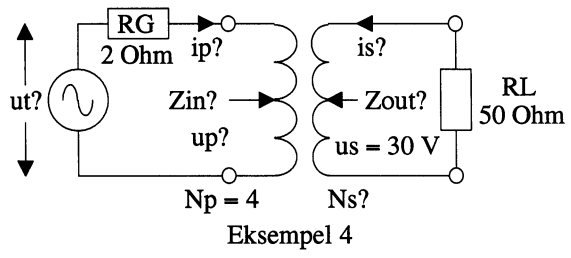 RG
2 Ohm
ip?
is?
ut?
Zin?
Zout?
RL
50 Ohm
up?
us = 30 V
Np = 4
Ns?
Eksempel 4